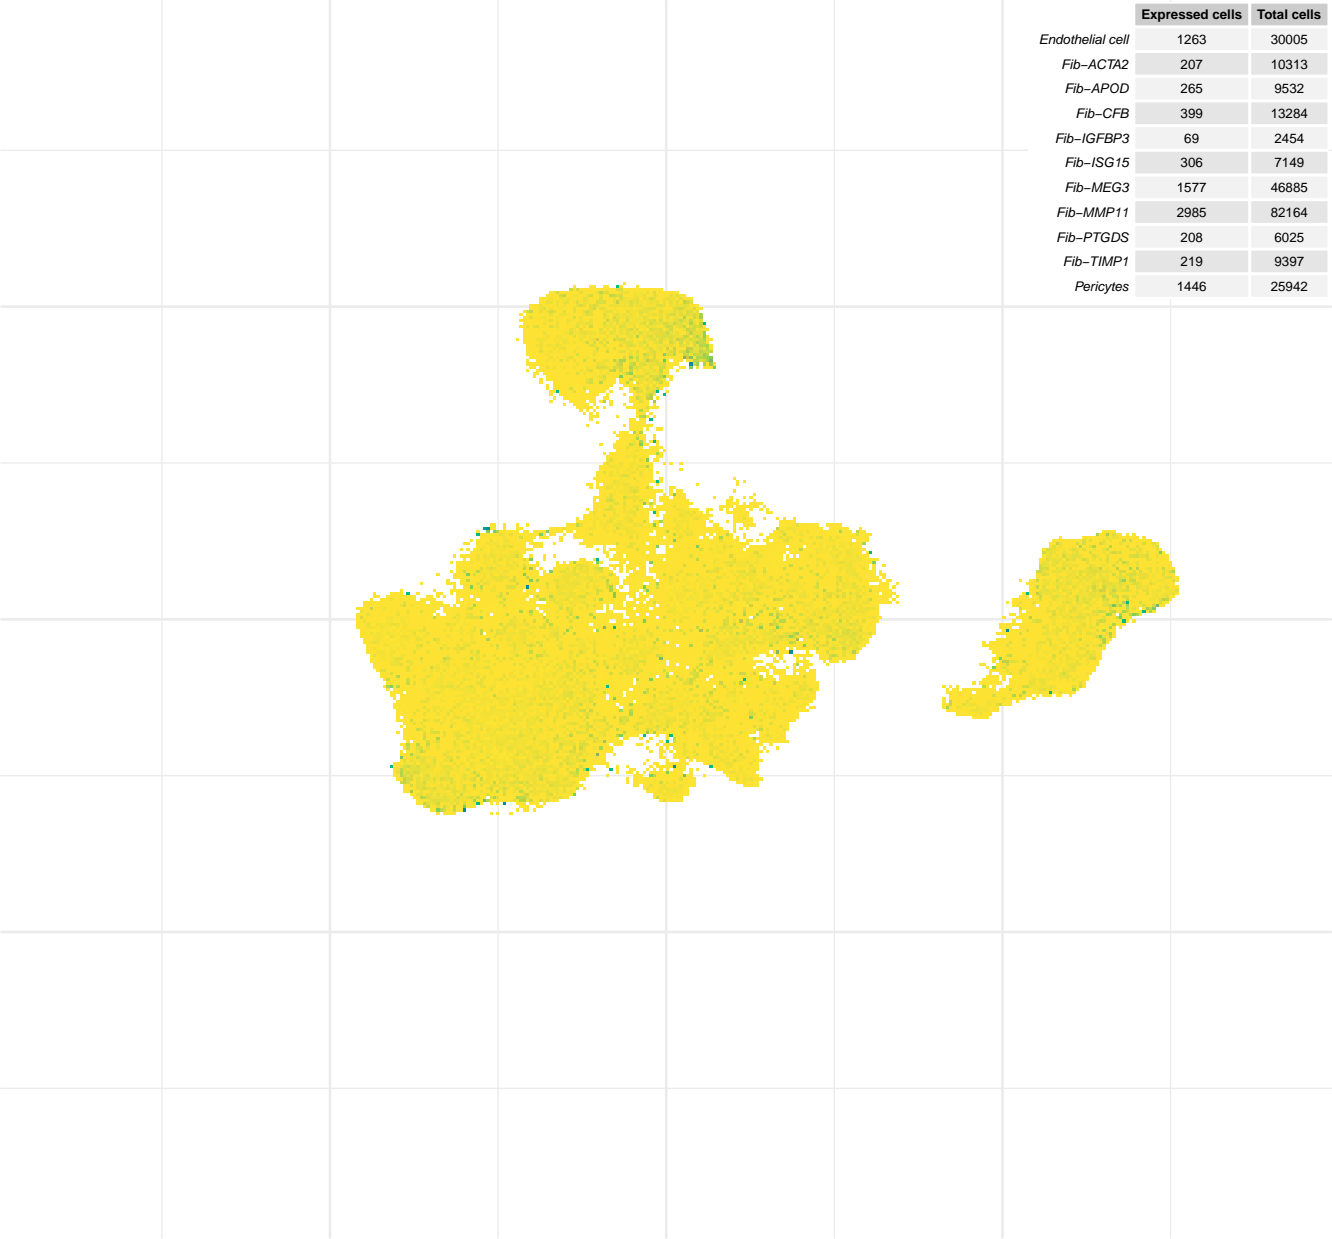 Expressed cells Total cells
Endothelial cell 1263 30005
Fib−ACTA2 207 10313
Fib−APOD 265 9532
Fib−CFB 399 13284
Fib−IGFBP3 69 2454
Fib−ISG15 306 7149
Fib−MEG3 1577 46885
Fib−MMP11 2985 82164
Fib−PTGDS 208 6025
Fib−TIMP1 219 9397
Pericytes 1446 25942